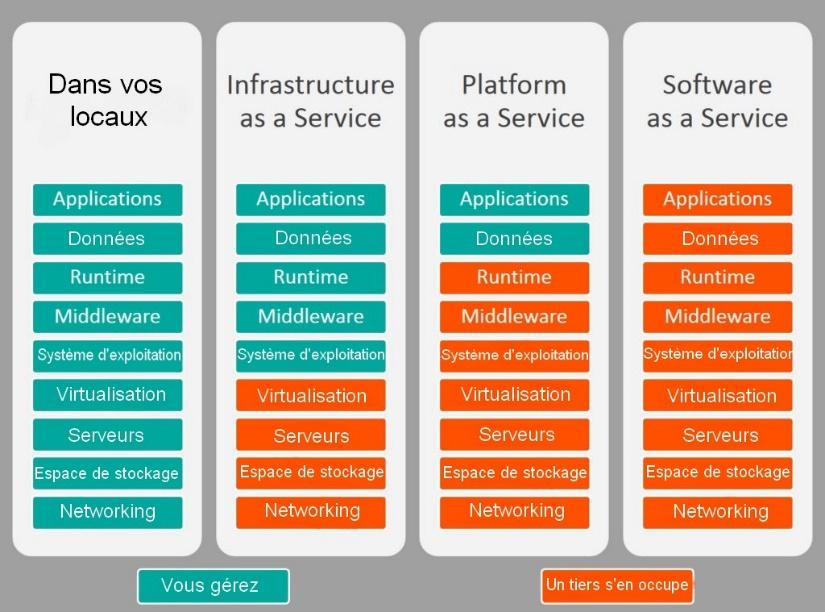 Dans vos
locaux
Applications
Données
Runtime
Middleware
Système d'exploitation
Virtualisation
Serveurs
Espace de stockage
Networking
Infrastructure
as a Service
Applications
Données
Runtime
Middleware
Système d'exploitation
Virtualisation
Serveurs
Espace de stockage
Networking
Platform
as a Service
Applications
Données
Runtime
Middleware
Système d'exploitation
Virtualisation
Serveurs
Espace de stockage
Networking
Software
as a Service
Applications
Données
Runtime
Middleware
Système d'exploitation
Virtualisation
Serveurs
Espace de stockage
Networking
Vous gérez
Un tiers s'en occupe